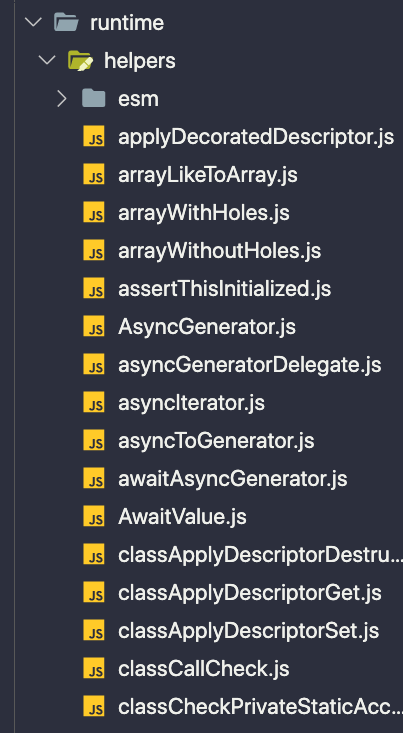 runtime
helpers
esm
JS applyDecoratedDescriptor.js
JS arrayLikeToArray.js
JS arrayWithHoles.js
JS arrayWithoutHoles.js
JS assertThisInitialized.js
JS AsyncGenerator.js
JS asyncGeneratorDelegate.js
JS asyncIterator.js
JS asyncToGenerator.js
JS awaitAsyncGenerator.js
JS AwaitValue.js
JS classApplyDescriptorDestru...
JS classApplyDescriptorGet.js
JS classApplyDescriptorSet.js
JS classCallCheck.js
JS classCheckPrivateStaticAcc...